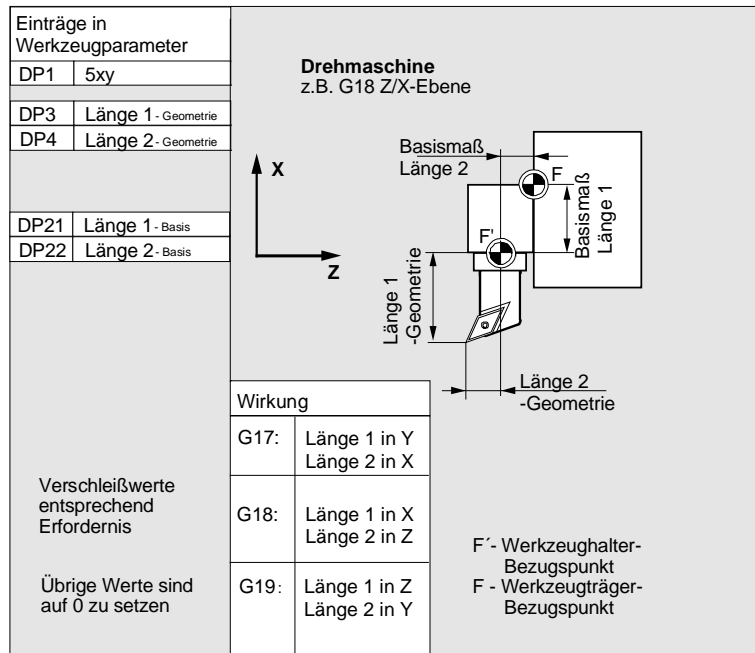 Einträge in
Werkzeugparameter
DP1 5xy
DP3 Länge 1 - Geometrie
DP4 Länge 2 - Geometrie
DP21 Länge 1 - Basis
DP22 Länge 2 - Basis
Verschleißwerte
entsprechend
Erfordernis
Übrige Werte sind
auf 0 zu setzen
Drehmaschine
z.B. G18 Z/X-Ebene
X
Z
Basismaß
Länge 2
F
F'
Basismaß
Länge 1
Länge 1
-Geometrie
Länge 2
-Geometrie
Wirkung
G17: Länge 1 in Y
Länge 2 in X
G18: Länge 1 in X
Länge 2 in Z
G19: Länge 1 in Z
Länge 2 in Y
F´- Werkzeughalter-
Bezugspunkt
F - Werkzeugträger-
Bezugspunkt